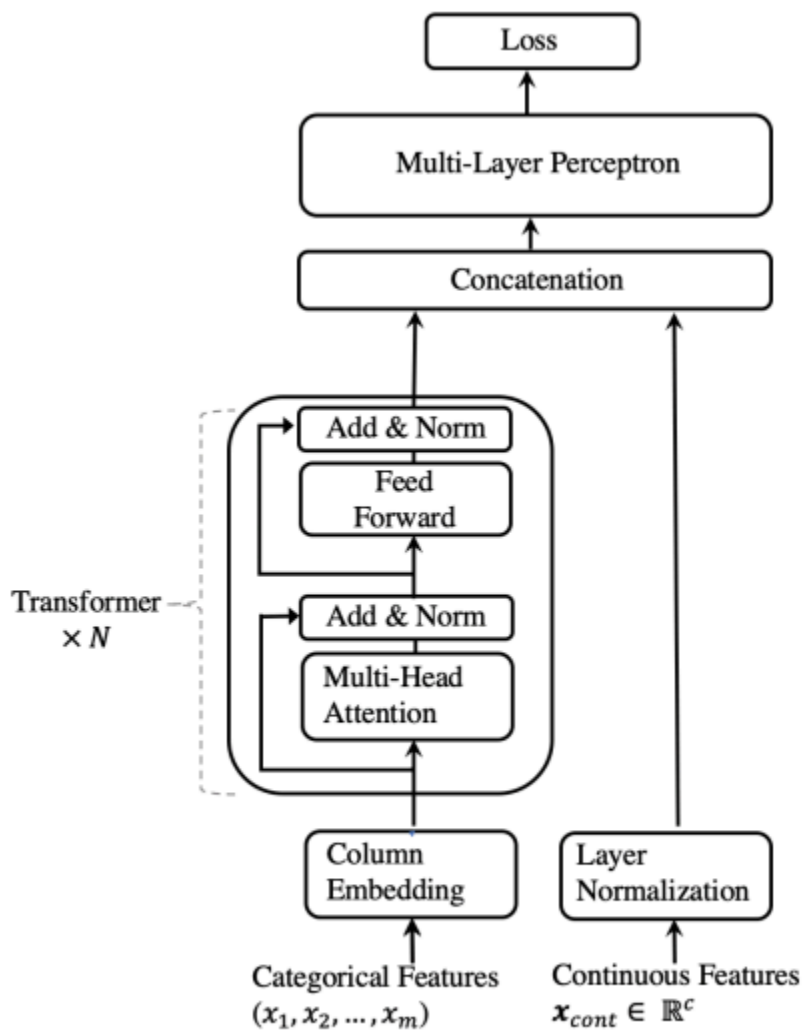 Loss
Multi-Layer Perceptron
Concatenation
Add & Norm
Feed
Forward
Transformer
× N
Add & Norm
Multi-Head
Attention
Column
Embedding
Layer
Normalization
Categorical Features
(x₁, x₂, ..., xₘ)
Continuous Features
x_cont ∈ ℝᶜ